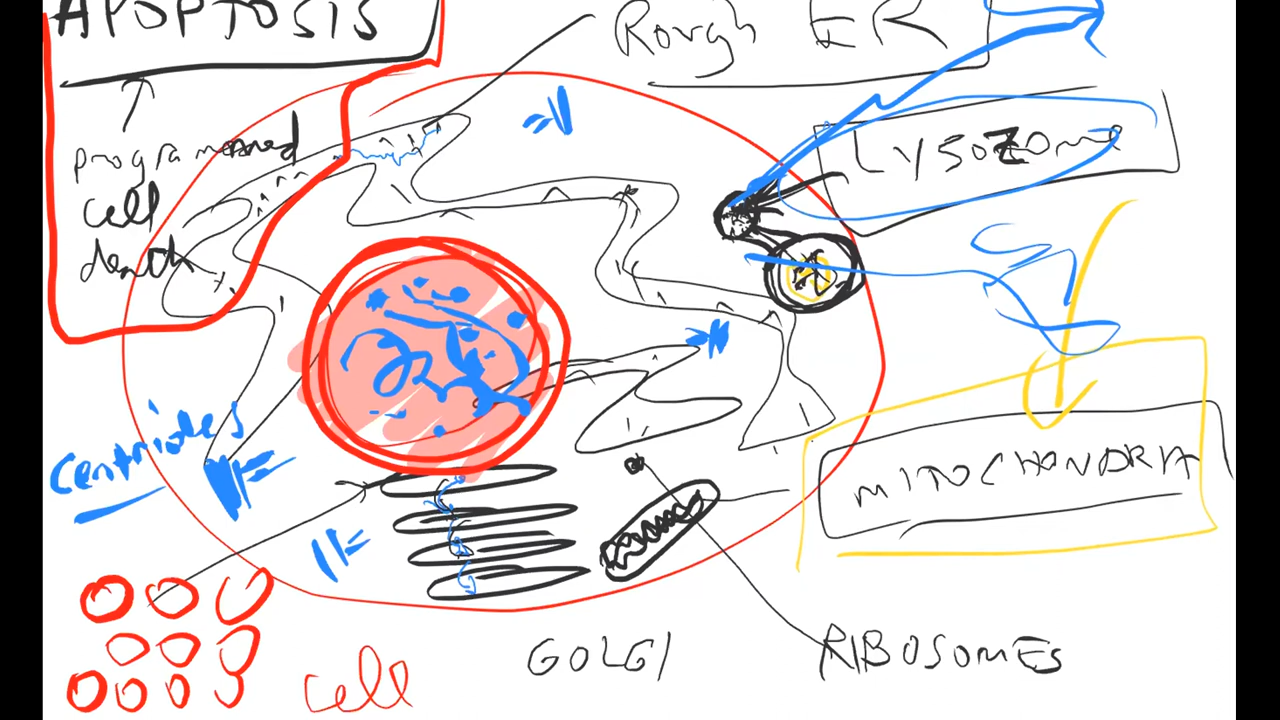 APOPTOSIS
Rough ER
programmed
cell
death
LYSOZOME
centrioles
MITOCHONDRIA
GOLGI
RIBOSOMES
cell